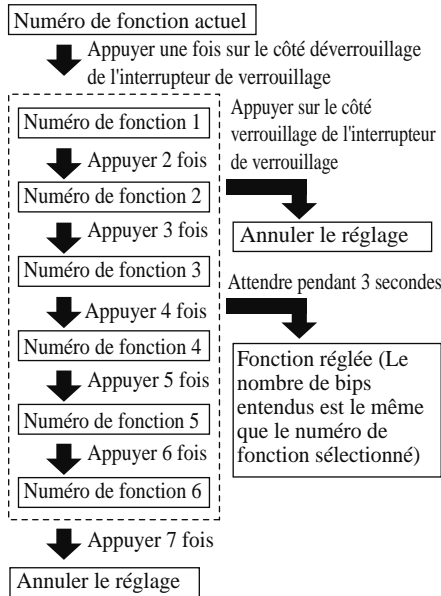 Numéro de fonction actuel
Appuyer une fois sur le côté déverrouillage
de l'interrupteur de verrouillage
Numéro de fonction 1
Appuyer 2 fois
Numéro de fonction 2
Appuyer 3 fois
Numéro de fonction 3
Appuyer 4 fois
Numéro de fonction 4
Appuyer 5 fois
Numéro de fonction 5
Appuyer 6 fois
Numéro de fonction 6
Appuyer 7 fois
Annuler le réglage
Appuyer sur le côté
verrouillage de l'interrupteur
de verrouillage
Annuler le réglage
Attendre pendant 3 secondes
Fonction réglée (Le
nombre de bips
entendus est le même
que le numéro de
fonction sélectionné)